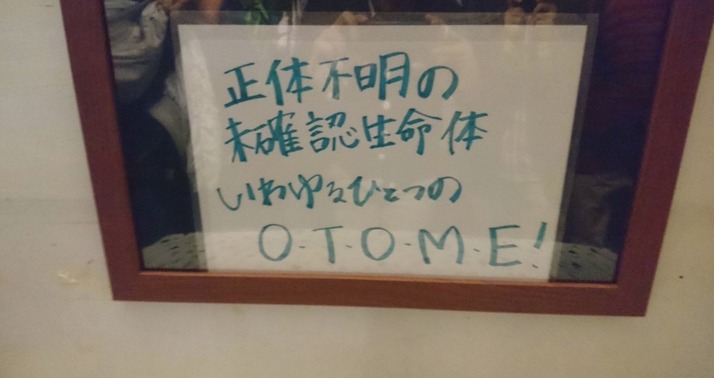 正体不明の
未確認生命体
いわゆるひとつの
O·T·O·M·E!